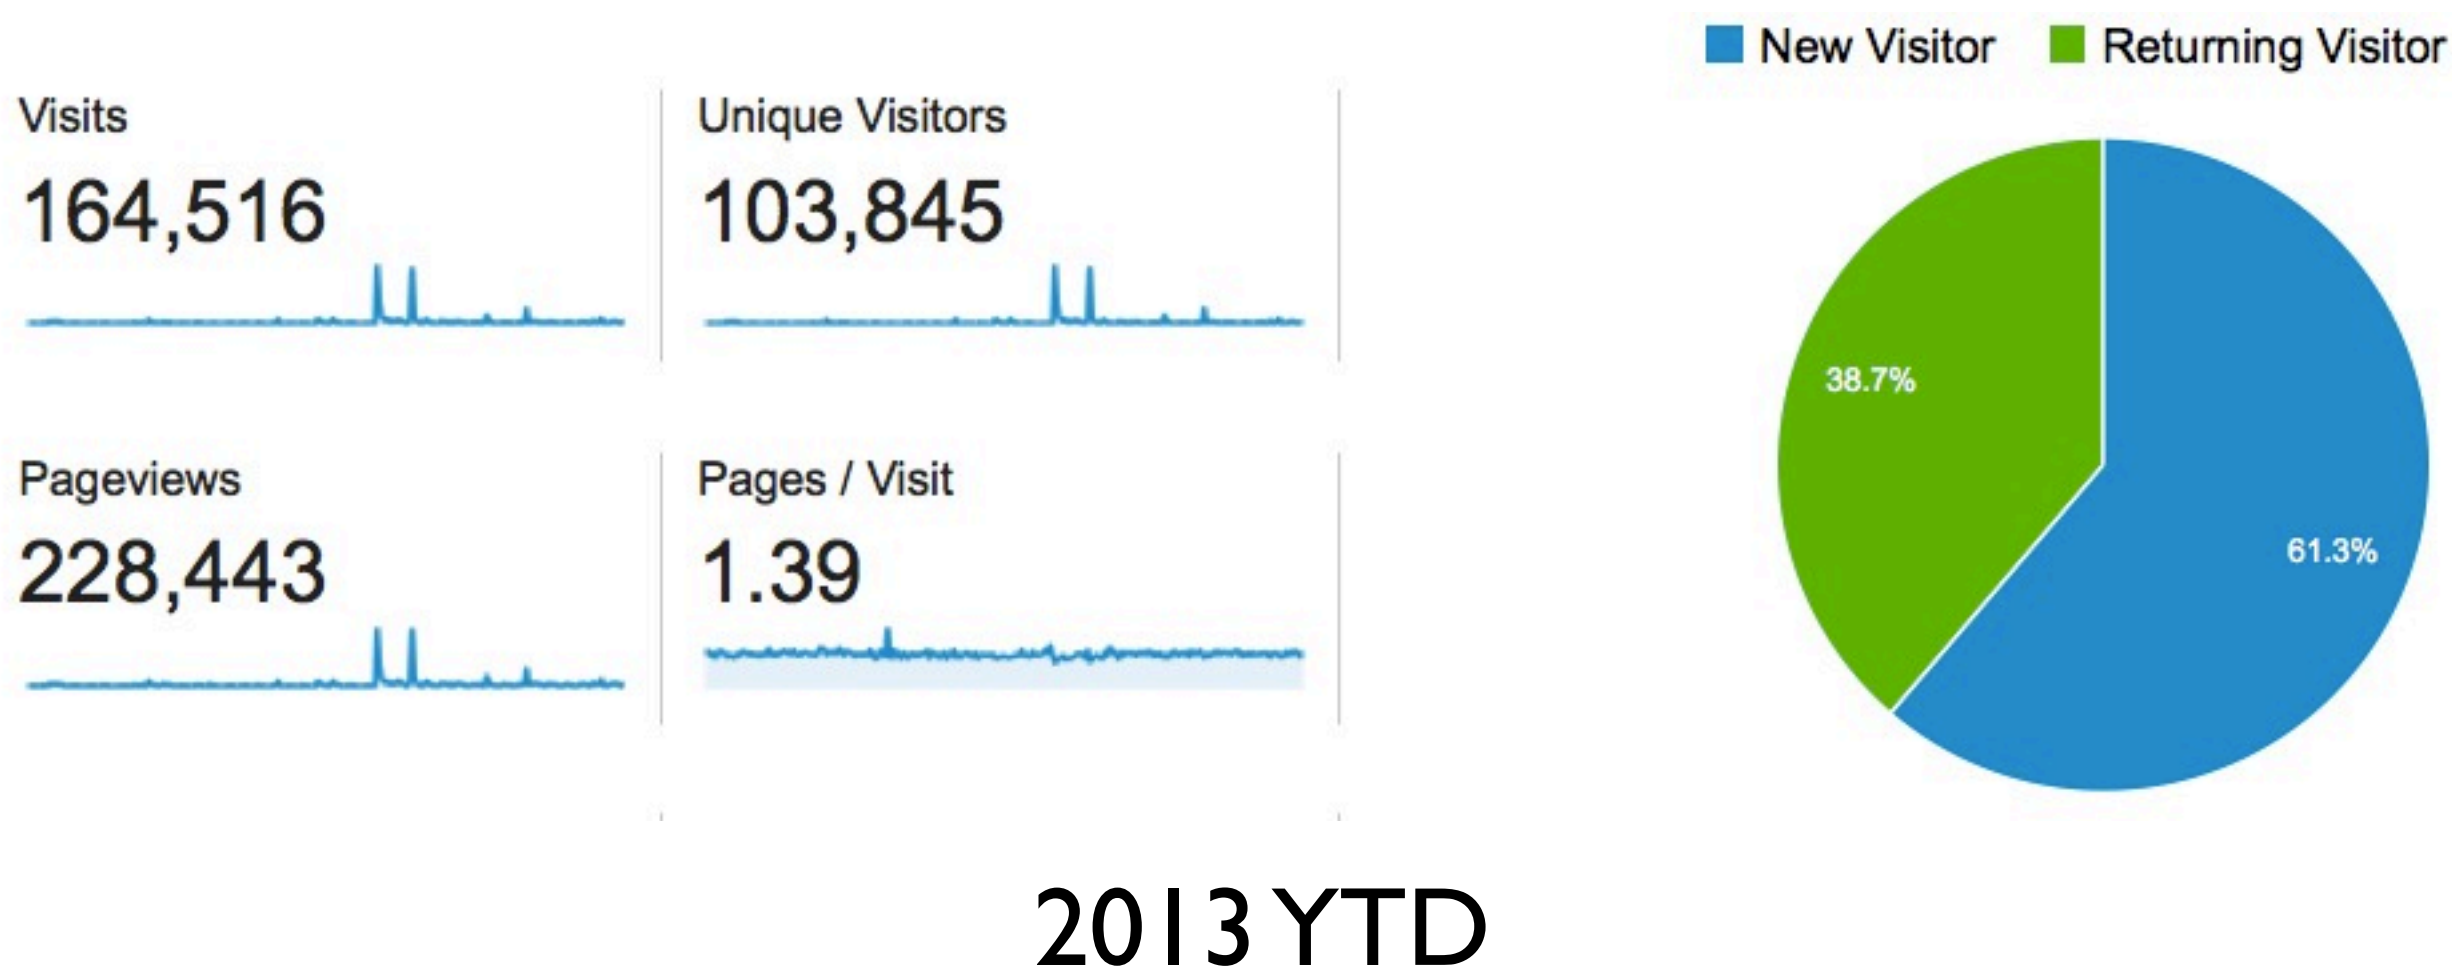 New Visitor
Returning Visitor
Visits
164,516
Unique Visitors
103,845
Pageviews
228,443
Pages / Visit
1.39
38.7%
61.3%
2013 YTD